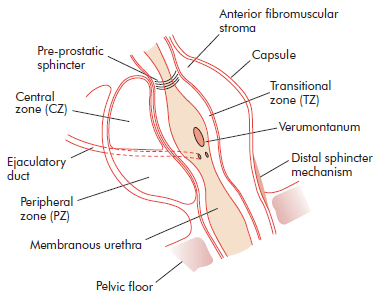 Anterior fibromuscular
stroma
Pre-prostatic
sphincter
Capsule
Central
zone (CZ)
Transitional
zone (TZ)
Verumontanum
Ejaculatory
duct
Distal sphincter
mechanism
Peripheral
zone (PZ)
Membranous urethra
Pelvic floor